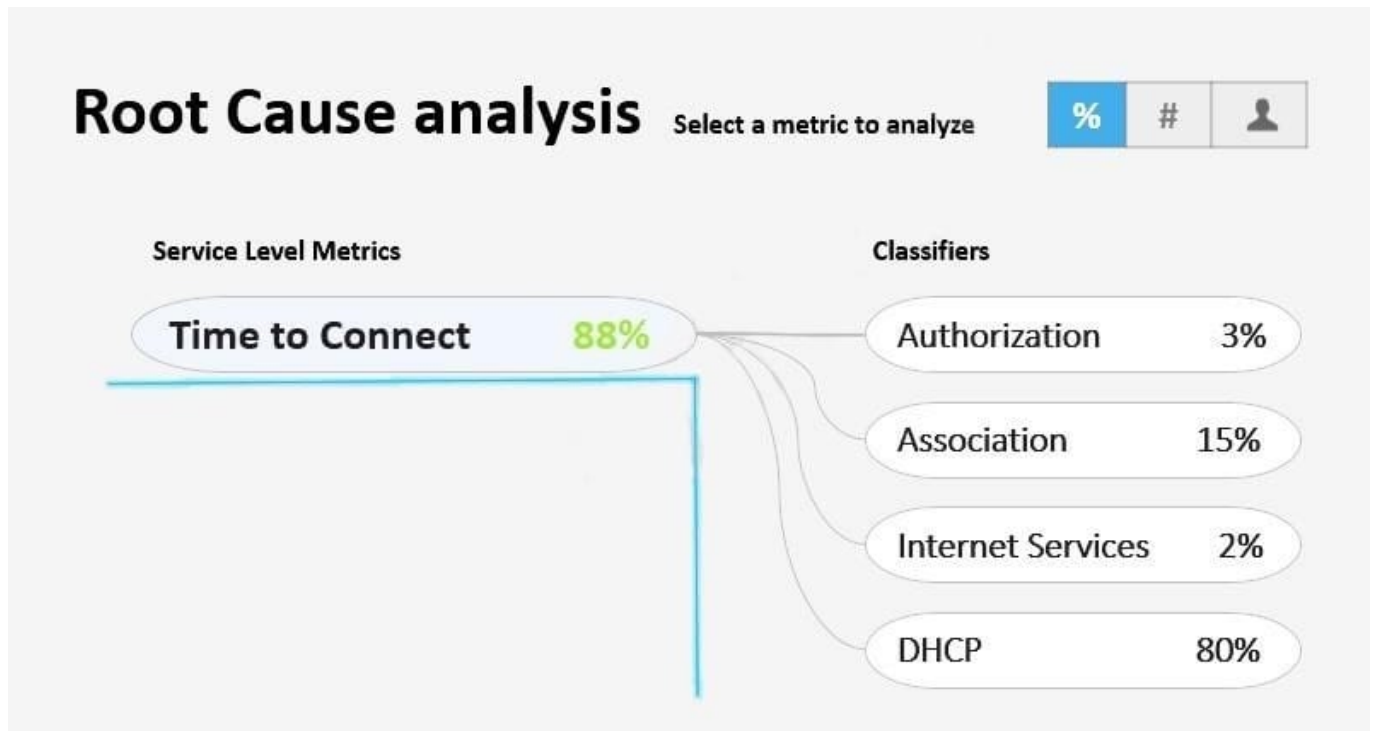 Root Cause analysis Select a metric to analyze % #
Service Level Metrics Classifiers
Time to Connect 88% Authorization 3%
Association 15%
Internet Services 2%
DHCP 80%